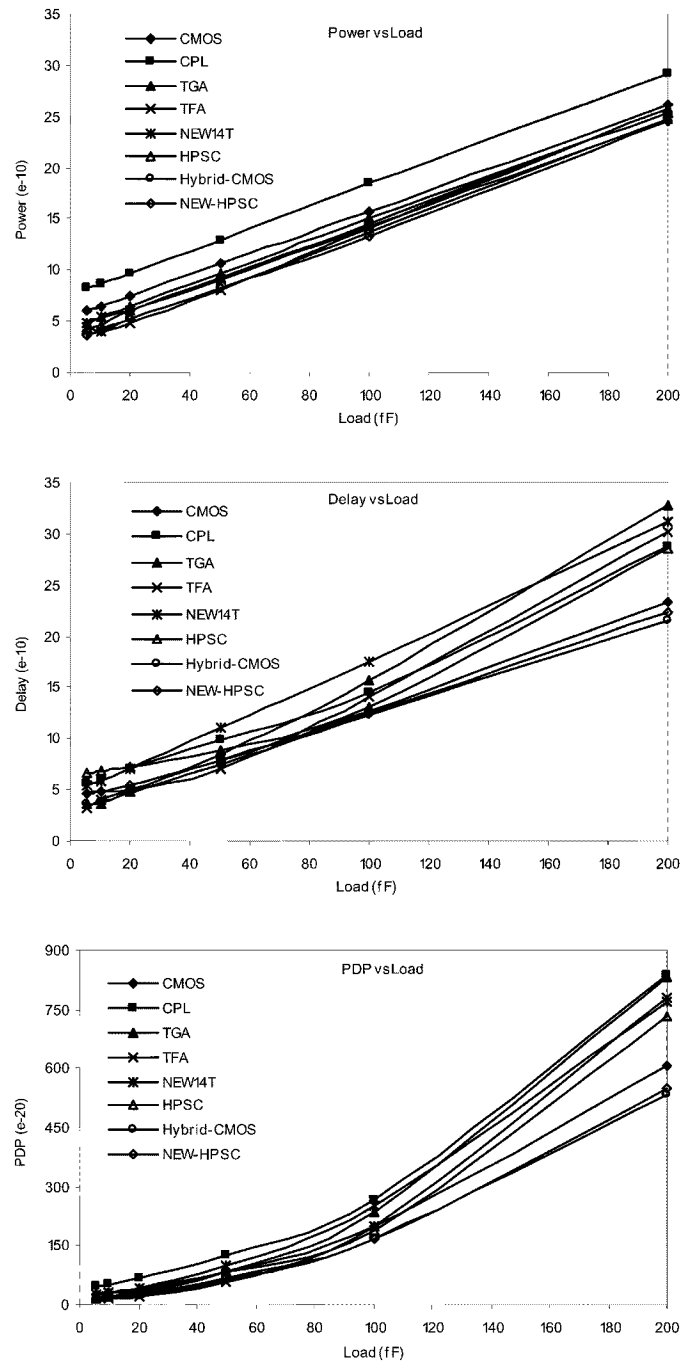 Power vsLoad
35
30
25
20
15
10
5
0
Power (e-10)
CMOS
CPL
TGA
TFA
NEW14T
HPSC
Hybrid-CMOS
NEW-HPSC
0 20 40 60 80 100 120 140 160 180 200
Load (fF)
Delay vsLoad
35
30
25
20
15
10
5
0
Delay (e-10)
CMOS
CPL
TGA
TFA
NEW14T
HPSC
Hybrid-CMOS
NEW-HPSC
0 20 40 60 80 100 120 140 160 180 200
Load (fF)
PDP vsLoad
900
750
600
450
300
150
0
PDP (e-20)
CMOS
CPL
TGA
TFA
NEW14T
HPSC
Hybrid-CMOS
NEW-HPSC
0 20 40 60 80 100 120 140 160 180 200
Load (fF)